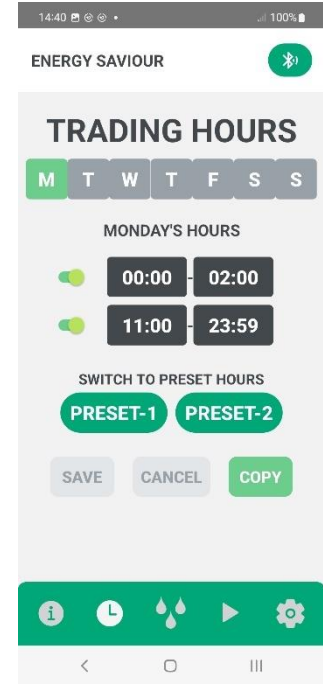 14:40
100%
ENERGY SAVIOUR
TRADING HOURS
M T W T F S S
MONDAY'S HOURS
00:00 - 02:00
11:00 - 23:59
SWITCH TO PRESET HOURS
PRESET-1 PRESET-2
SAVE CANCEL COPY